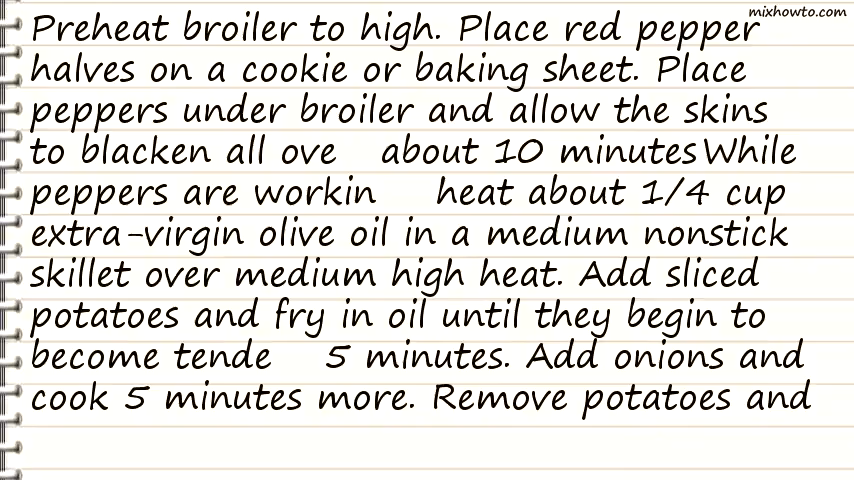 mixhowto.com
Preheat broiler to high. Place red pepper
halves on a cookie or baking sheet. Place
peppers under broiler and allow the skins
to blacken all ove about 10 minutesWhile
peppers are workin heat about 1/4 cup
extra-virgin olive oil in a medium nonstick
skillet over medium high heat. Add sliced
potatoes and fry in oil until they begin to
become tende 5 minutes. Add onions and
cook 5 minutes more. Remove potatoes and